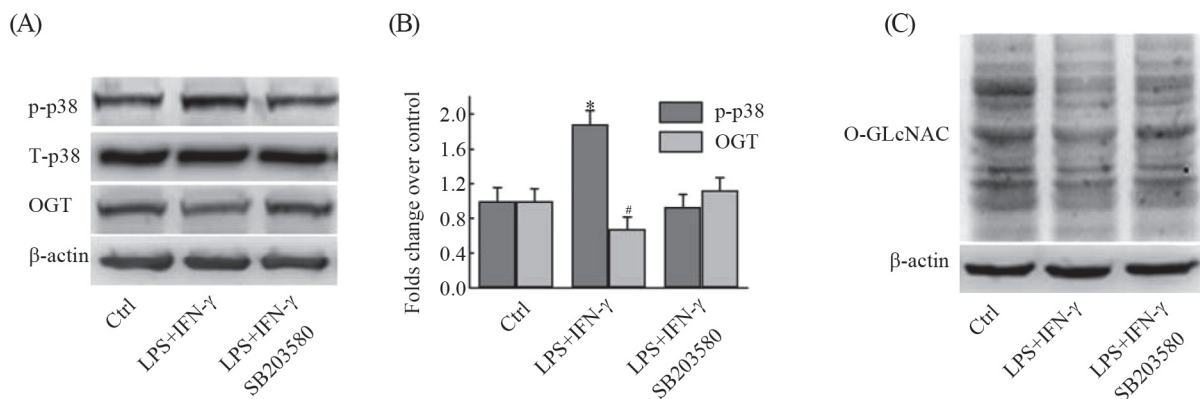 (A)
p-p38
T-p38
OGT
β-actin
Ctrl
LPS+IFN-γ
LPS+IFN-γ
SB203580
(B)
Folds change over control
2.0
1.6
1.2
0.8
0.4
0.0
*
#
p-p38
OGT
Ctrl
LPS+IFN-γ
LPS+IFN-γ
SB203580
(C)
O-GLcNAC
β-actin
Ctrl
LPS+IFN-γ
LPS+IFN-γ
SB203580